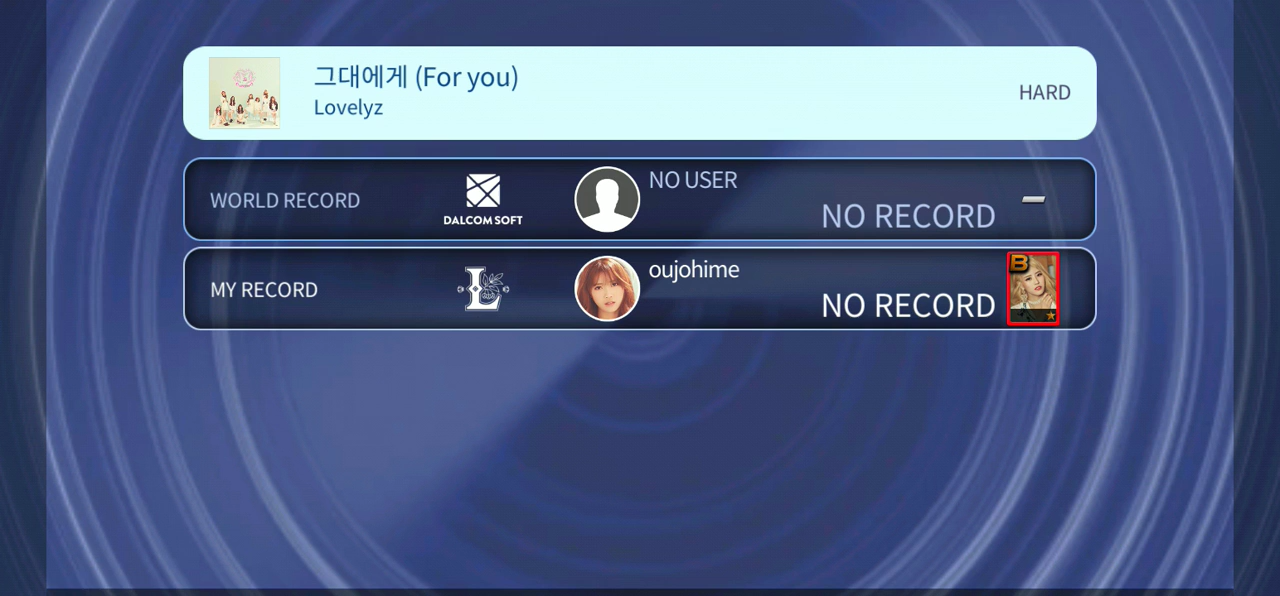 그대에게 (For you)
Lovelyz
HARD
WORLD RECORD
DALCOM SOFT
NO USER
NO RECORD
MY RECORD
L
oujohime
NO RECORD
B